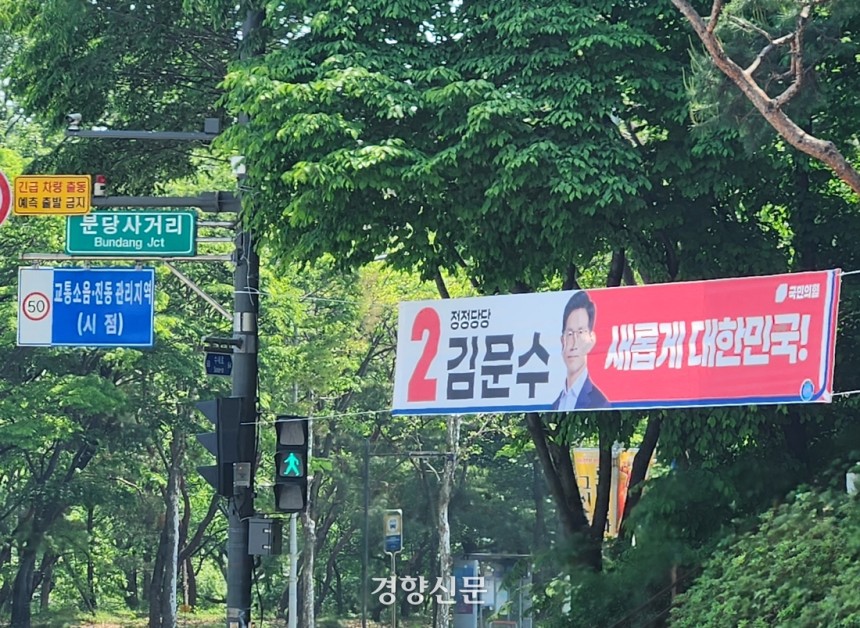 긴급 차량 출동
예측 출발 금지
분당사거리
Bundang Jct
50
교통소음·진동 관리지역
(시 점)
2
정정당당
김문수
새롭게 대한민국!
국민의힘
경향신문